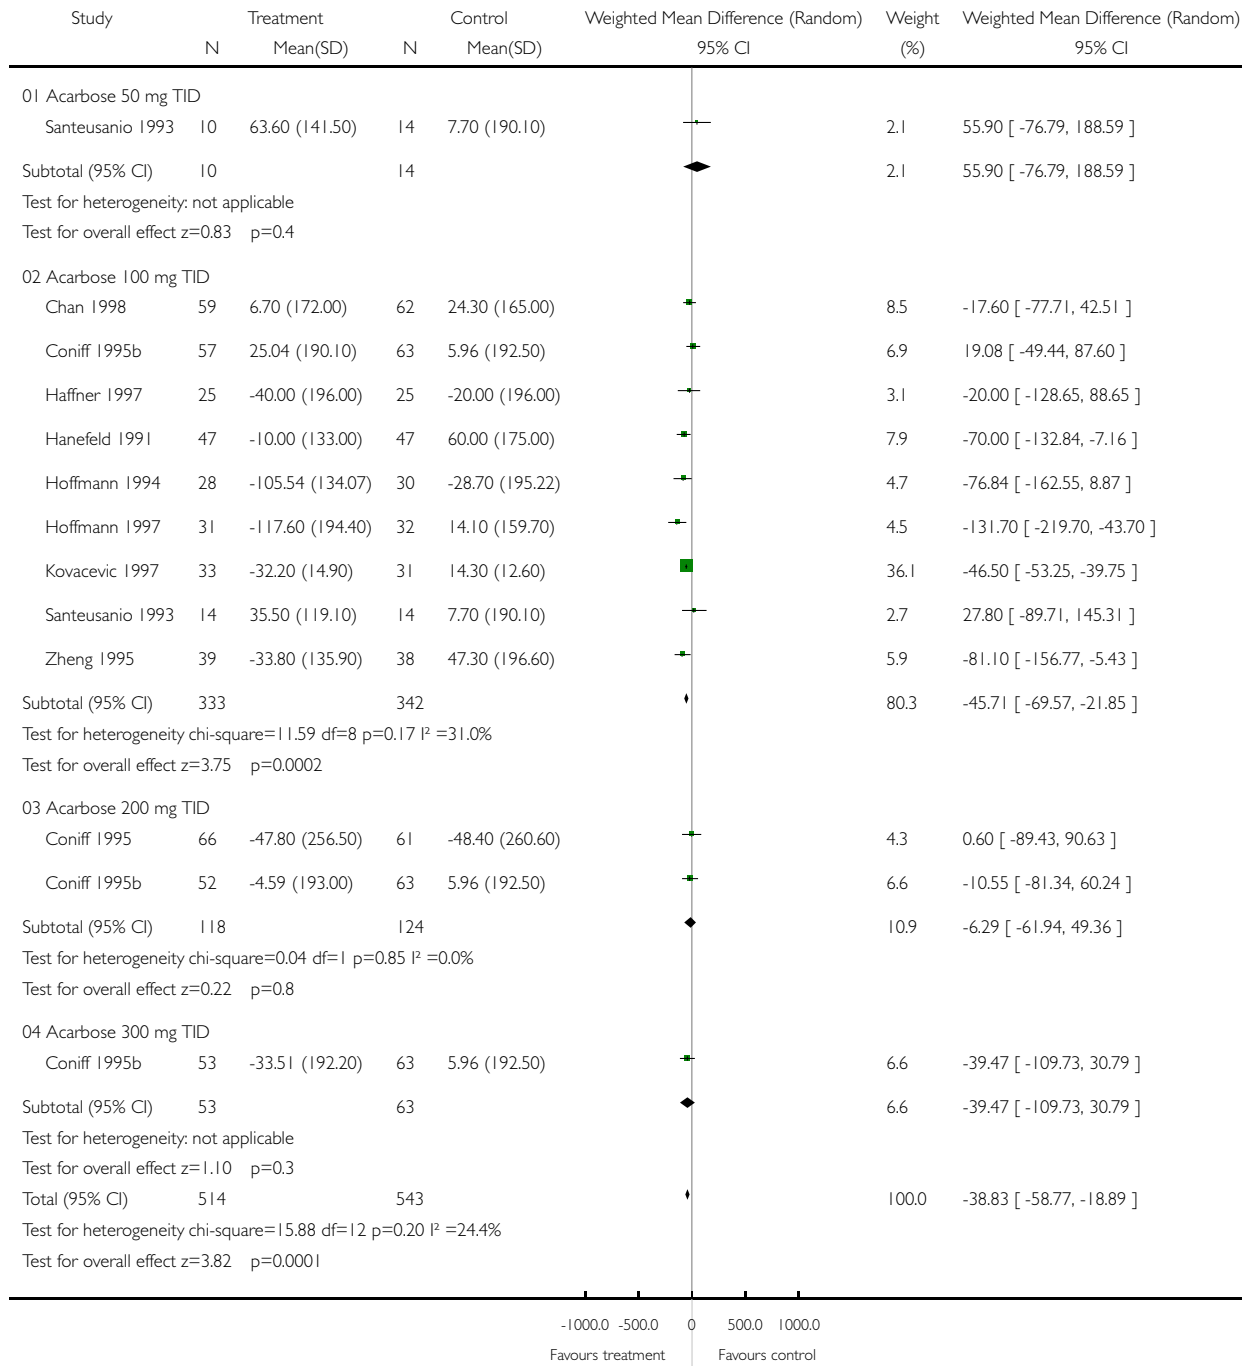 Study Treatment Control Weighted Mean Difference (Random) Weight Weighted Mean Difference (Random)
N Mean(SD) N Mean(SD) 95% CI (%) 95% CI
01 Acarbose 50 mg TID
Santeusanio 1993 10 63.60 (141.50) 14 7.70 (190.10) 2.1 55.90 [ -76.79, 188.59 ]
Subtotal (95% CI) 10 14 2.1 55.90 [ -76.79, 188.59 ]
Test for heterogeneity: not applicable
Test for overall effect z=0.83 p=0.4
02 Acarbose 100 mg TID
Chan 1998 59 6.70 (172.00) 62 24.30 (165.00) 8.5 -17.60 [ -77.71, 42.51 ]
Coniff 1995b 57 25.04 (190.10) 63 5.96 (192.50) 6.9 19.08 [ -49.44, 87.60 ]
Haffner 1997 25 -40.00 (196.00) 25 -20.00 (196.00) 3.1 -20.00 [ -128.65, 88.65 ]
Hanefeld 1991 47 -10.00 (133.00) 47 60.00 (175.00) 7.9 -70.00 [ -132.84, -7.16 ]
Hoffmann 1994 28 -105.54 (134.07) 30 -28.70 (195.22) 4.7 -76.84 [ -162.55, 8.87 ]
Hoffmann 1997 31 -117.60 (194.40) 32 14.10 (159.70) 4.5 -131.70 [ -219.70, -43.70 ]
Kovacevic 1997 33 -32.20 (14.90) 31 14.30 (12.60) 36.1 -46.50 [ -53.25, -39.75 ]
Santeusanio 1993 14 35.50 (119.10) 14 7.70 (190.10) 2.7 27.80 [ -89.71, 145.31 ]
Zheng 1995 39 -33.80 (135.90) 38 47.30 (196.60) 5.9 -81.10 [ -156.77, -5.43 ]
Subtotal (95% CI) 333 342 80.3 -45.71 [ -69.57, -21.85 ]
Test for heterogeneity chi-square=11.59 df=8 p=0.17 I² =31.0%
Test for overall effect z=3.75 p=0.0002
03 Acarbose 200 mg TID
Coniff 1995 66 -47.80 (256.50) 61 -48.40 (260.60) 4.3 0.60 [ -89.43, 90.63 ]
Coniff 1995b 52 -4.59 (193.00) 63 5.96 (192.50) 6.6 -10.55 [ -81.34, 60.24 ]
Subtotal (95% CI) 118 124 10.9 -6.29 [ -61.94, 49.36 ]
Test for heterogeneity chi-square=0.04 df=1 p=0.85 I² =0.0%
Test for overall effect z=0.22 p=0.8
04 Acarbose 300 mg TID
Coniff 1995b 53 -33.51 (192.20) 63 5.96 (192.50) 6.6 -39.47 [ -109.73, 30.79 ]
Subtotal (95% CI) 53 63 6.6 -39.47 [ -109.73, 30.79 ]
Test for heterogeneity: not applicable
Test for overall effect z=1.10 p=0.3
Total (95% CI) 514 543 100.0 -38.83 [ -58.77, -18.89 ]
Test for heterogeneity chi-square=15.88 df=12 p=0.20 I² =24.4%
Test for overall effect z=3.82 p=0.0001
-1000.0 -500.0 0 500.0 1000.0
Favours treatment Favours control